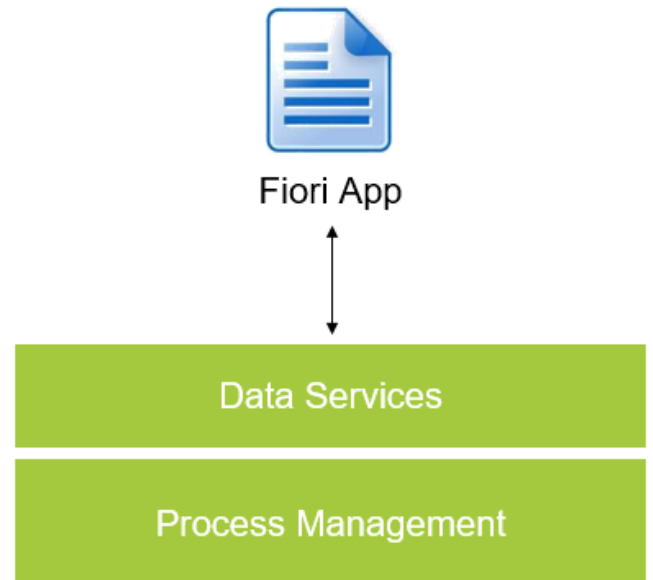 Fiori App
Data Services
Process Management